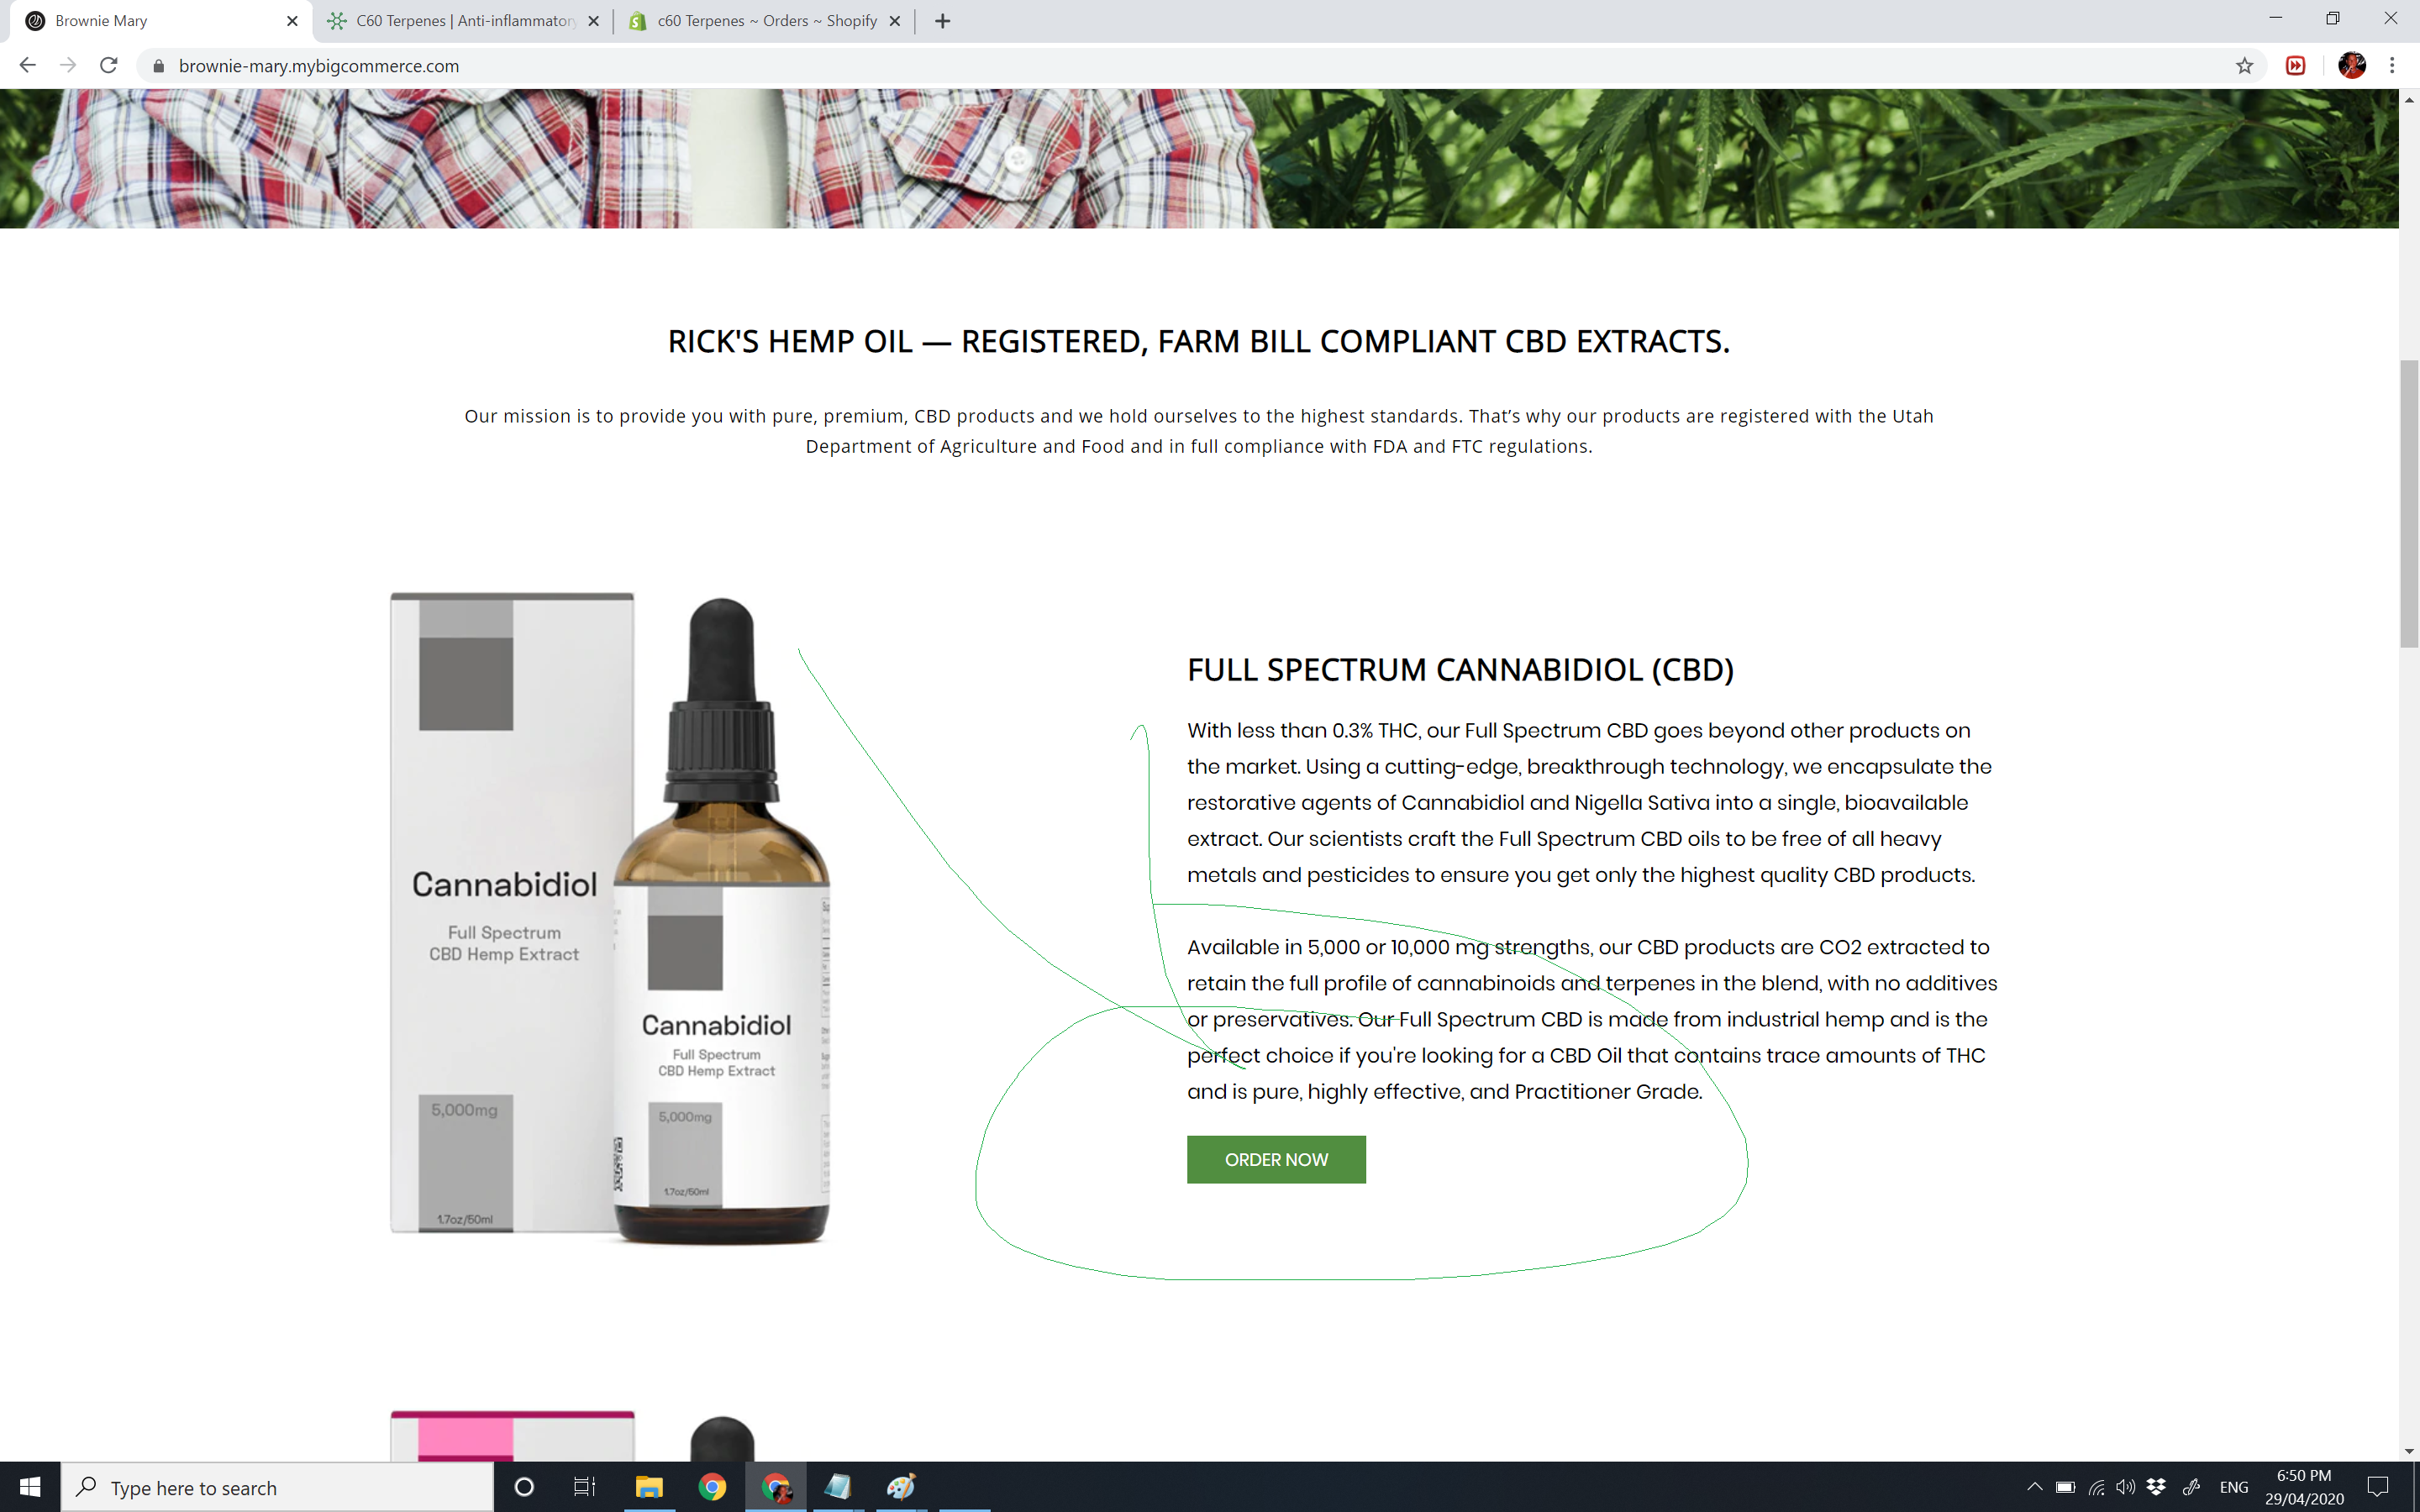 Brownie Mary
C60 Terpenes | Anti-inflammatory
c60 Terpenes ~ Orders ~ Shopify
brownie-mary.mybigcommerce.com
RICK'S HEMP OIL — REGISTERED, FARM BILL COMPLIANT CBD EXTRACTS.
Our mission is to provide you with pure, premium, CBD products and we hold ourselves to the highest standards. That’s why our products are registered with the Utah
Department of Agriculture and Food and in full compliance with FDA and FTC regulations.
Cannabidiol
Full Spectrum
CBD Hemp Extract
5,000mg
1.7oz/50ml
Cannabidiol
Full Spectrum
CBD Hemp Extract
5,000mg
1.7oz/50ml
FULL SPECTRUM CANNABIDIOL (CBD)
With less than 0.3% THC, our Full Spectrum CBD goes beyond other products on
the market. Using a cutting-edge, breakthrough technology, we encapsulate the
restorative agents of Cannabidiol and Nigella Sativa into a single, bioavailable
extract. Our scientists craft the Full Spectrum CBD oils to be free of all heavy
metals and pesticides to ensure you get only the highest quality CBD products.
Available in 5,000 or 10,000 mg strengths, our CBD products are CO2 extracted to
retain the full profile of cannabinoids and terpenes in the blend, with no additives
or preservatives. Our Full Spectrum CBD is made from industrial hemp and is the
perfect choice if you're looking for a CBD Oil that contains trace amounts of THC
and is pure, highly effective, and Practitioner Grade.
ORDER NOW
Type here to search
ENG
6:50 PM
29/04/2020